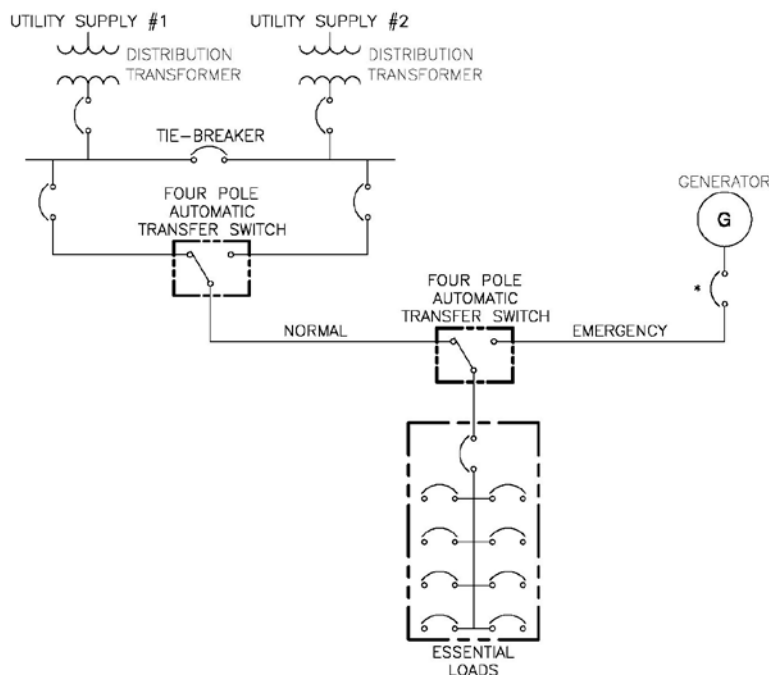 UTILITY SUPPLY #1
UTILITY SUPPLY #2
DISTRIBUTION
TRANSFORMER
DISTRIBUTION
TRANSFORMER
TIE-BREAKER
FOUR POLE
AUTOMATIC
TRANSFER SWITCH
GENERATOR
G
*
FOUR POLE
AUTOMATIC
TRANSFER SWITCH
NORMAL
EMERGENCY
ESSENTIAL
LOADS